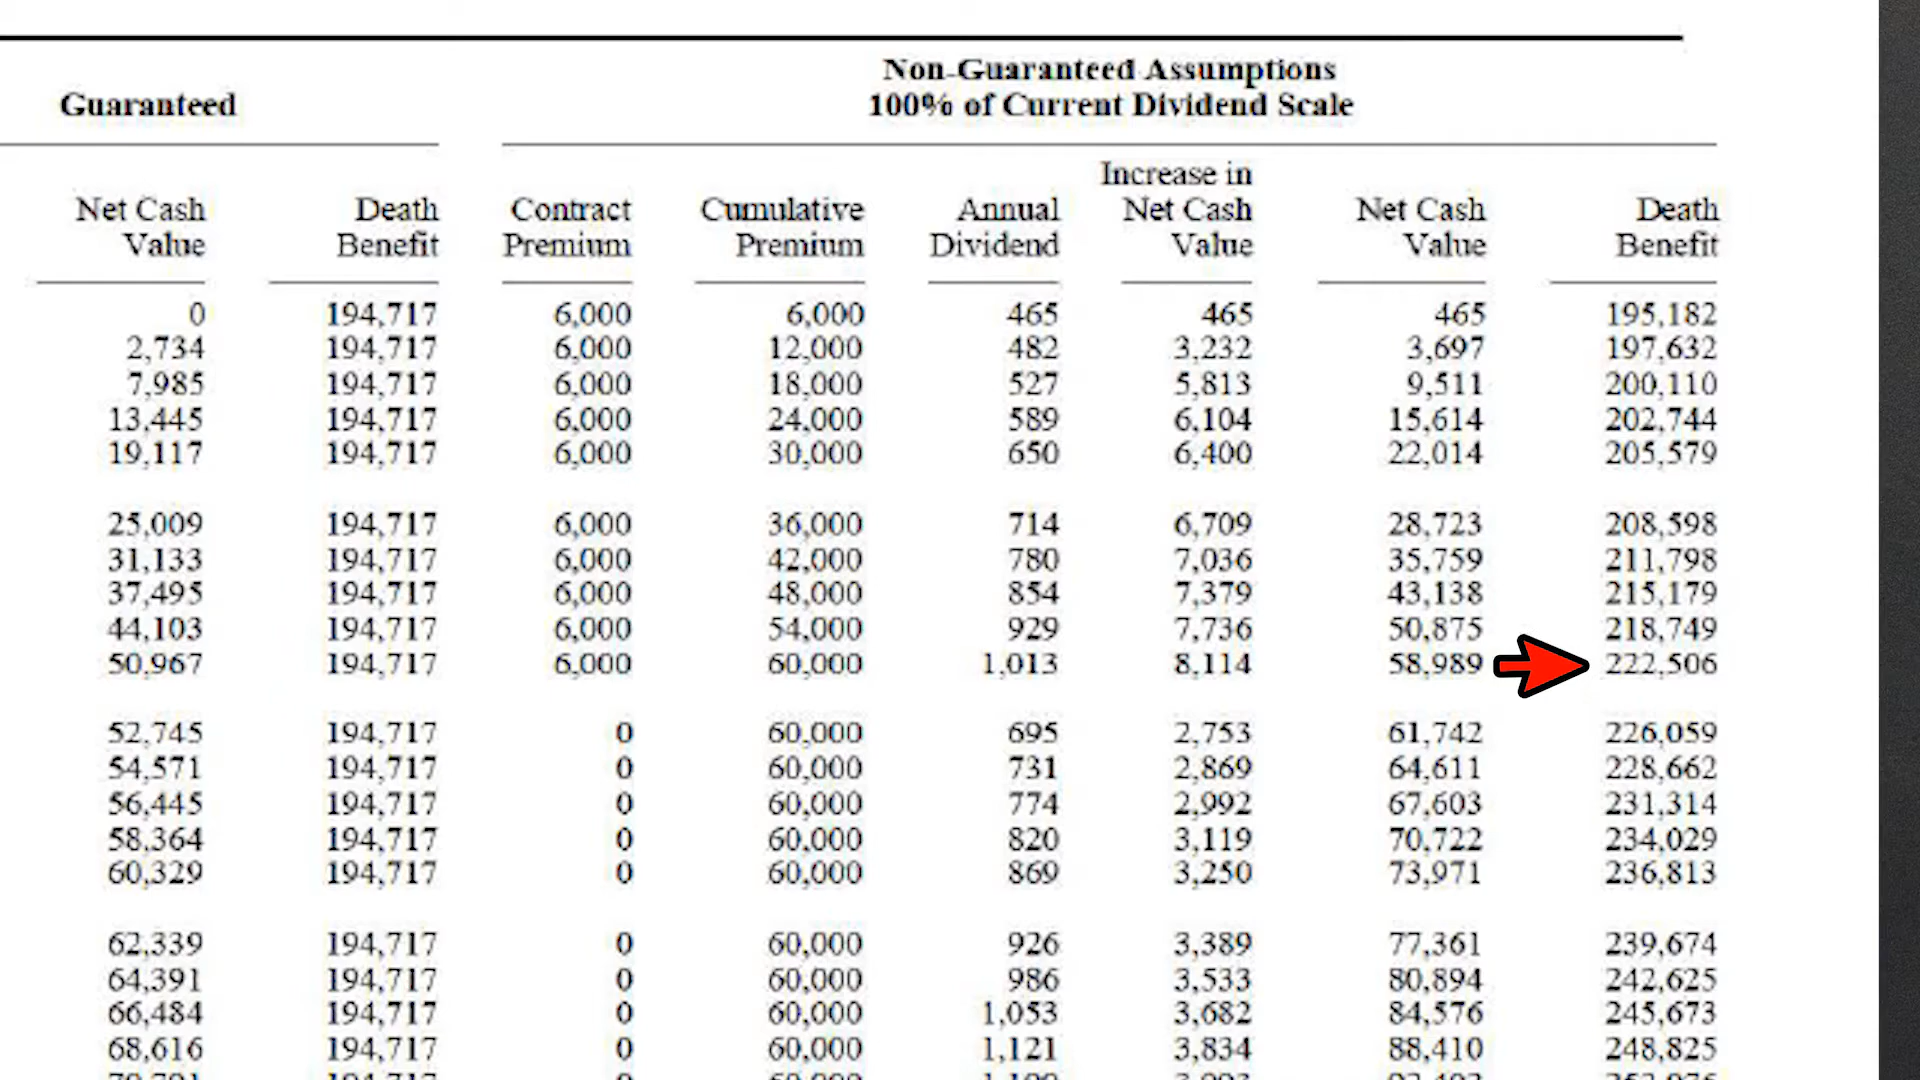 Non-Guaranteed Assumptions
Guaranteed 100% of Current Dividend Scale
Increase in
Net Cash Death Contract Cumulative Annual Net Cash Net Cash Death
Value Benefit Premium Premium Dividend Value Value Benefit
0 194,717 6,000 6,000 465 465 465 195,182
2,734 194,717 6,000 12,000 482 3,232 3,697 197,632
7,985 194,717 6,000 18,000 527 5,813 9,511 200,110
13,445 194,717 6,000 24,000 589 6,104 15,614 202,744
19,117 194,717 6,000 30,000 650 6,400 22,014 205,579
25,009 194,717 6,000 36,000 714 6,709 28,723 208,598
31,133 194,717 6,000 42,000 780 7,036 35,759 211,798
37,495 194,717 6,000 48,000 854 7,379 43,138 215,179
44,103 194,717 6,000 54,000 929 7,736 50,875 218,749
50,967 194,717 6,000 60,000 1,013 8,114 58,989 222,506
52,745 194,717 0 60,000 695 2,753 61,742 226,059
54,571 194,717 0 60,000 731 2,869 64,611 228,662
56,445 194,717 0 60,000 774 2,992 67,603 231,314
58,364 194,717 0 60,000 820 3,119 70,722 234,029
60,329 194,717 0 60,000 869 3,250 73,971 236,813
62,339 194,717 0 60,000 926 3,389 77,361 239,674
64,391 194,717 0 60,000 986 3,533 80,894 242,625
66,484 194,717 0 60,000 1,053 3,682 84,576 245,673
68,616 194,717 0 60,000 1,121 3,834 88,410 248,825